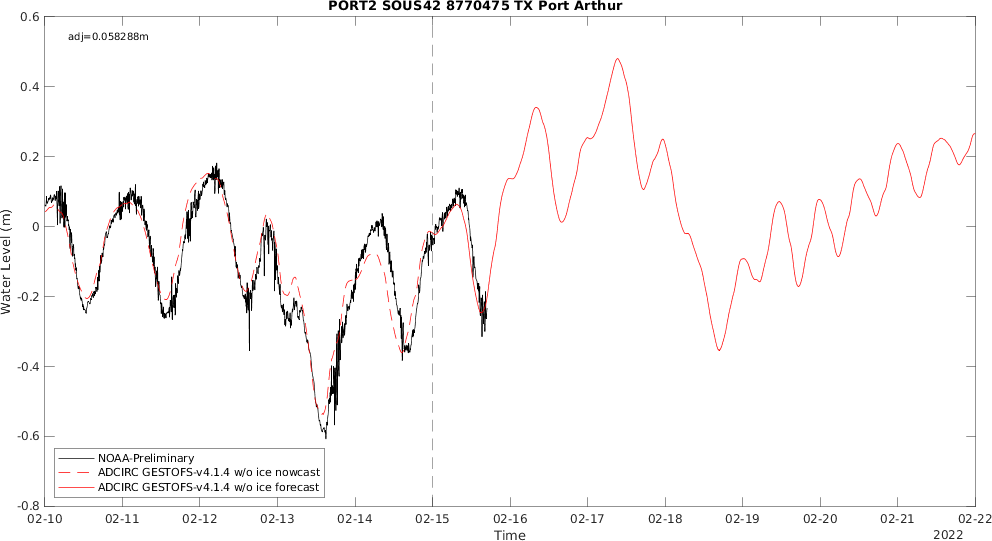 PORT2 SOUS42 8770475 TX Port Arthur
adj=0.058288m
0.6
0.4
0.2
0
-0.2
-0.4
-0.6
-0.8
Water Level (m)
NOAA-Preliminary
ADCIRC GESTOFS-v4.1.4 w/o ice nowcast
ADCIRC GESTOFS-v4.1.4 w/o ice forecast
02-10 02-11 02-12 02-13 02-14 02-15 02-16 02-17 02-18 02-19 02-20 02-21 02-22
Time
2022